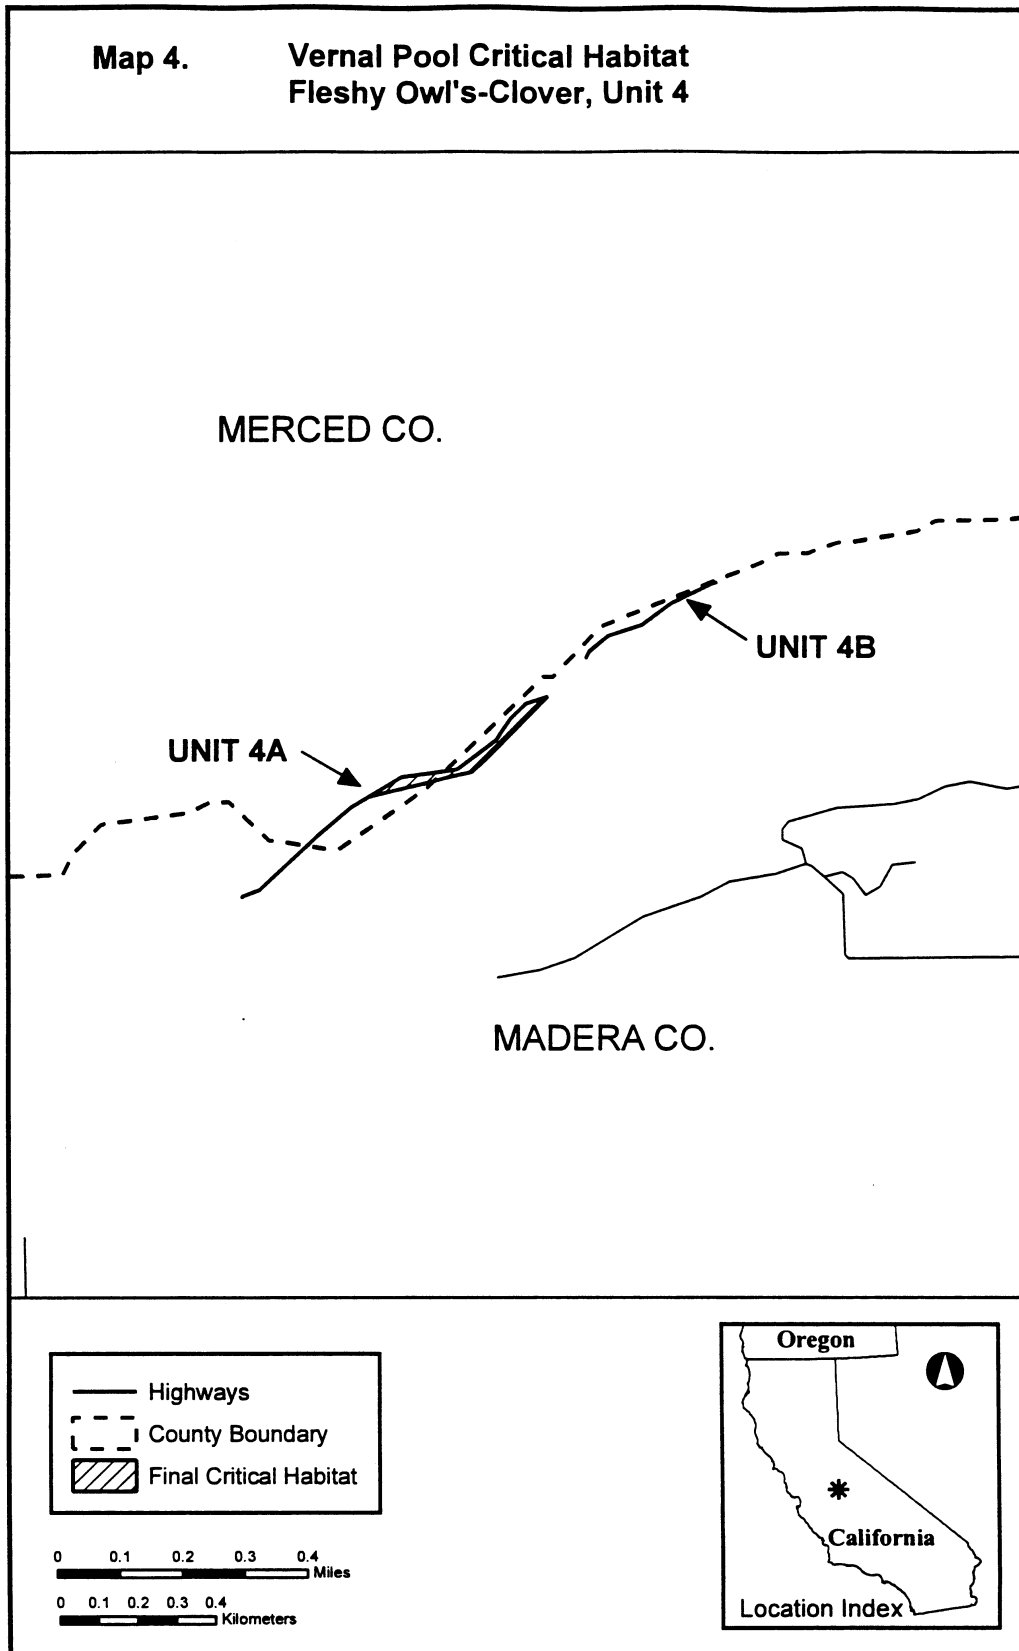 Map 4. Vernal Pool Critical Habitat
Fleshy Owl's-Clover, Unit 4
MERCED CO.
UNIT 4B
UNIT 4A
MADERA CO.
Highways
County Boundary
Final Critical Habitat
0 0.1 0.2 0.3 0.4
Miles
0 0.1 0.2 0.3 0.4
Kilometers
Oregon
California
Location Index